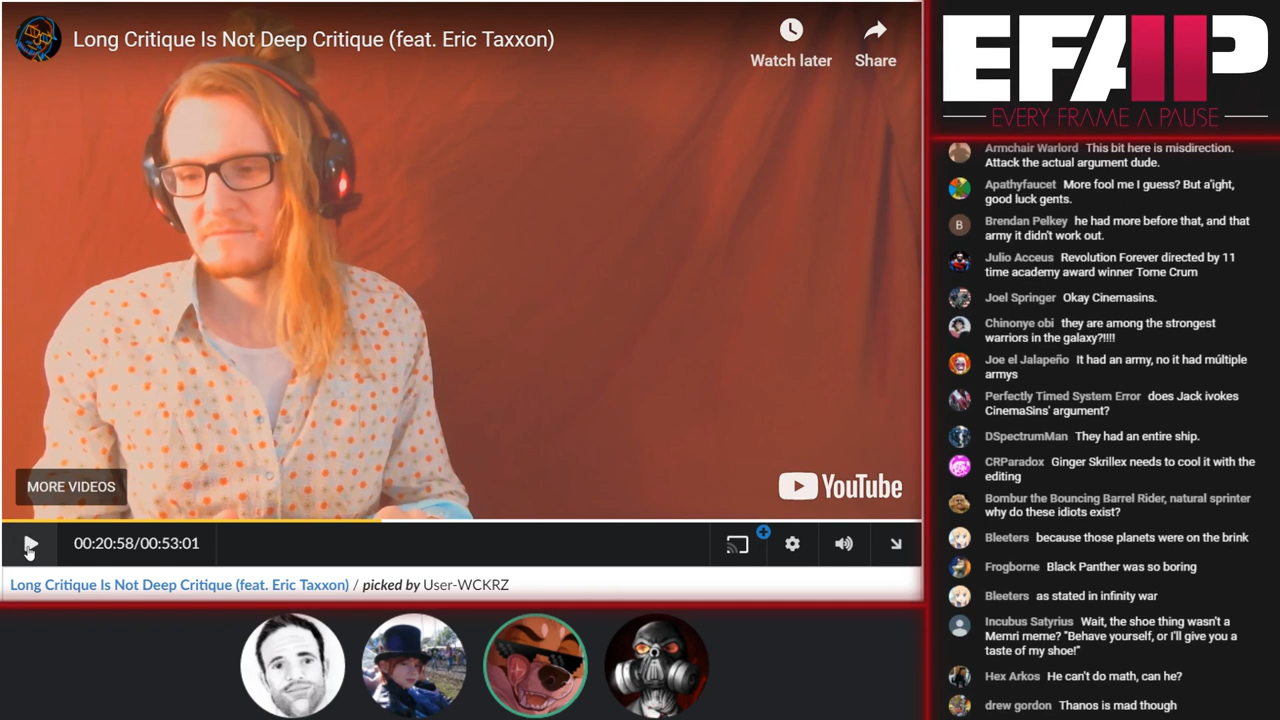 Long Critique Is Not Deep Critique (feat. Eric Taxxon)
Watch later
Share
MORE VIDEOS
YouTube
00:20:58/00:53:01
Long Critique Is Not Deep Critique (feat. Eric Taxxon) / picked by User-WCKRZ
EFAP
EVERY FRAME A PAUSE
Armchair Warlord This bit here is misdirection.
Attack the actual argument dude.
Apathyfaucet More fool me I guess? But a'ight,
good luck gents.
B
Brendan Pelkey he had more before that, and that
army it didn't work out.
Julio Acceus Revolution Forever directed by 11
time academy award winner Tome Crum
Joel Springer Okay Cinemasins.
Chinonye obi they are among the strongest
warriors in the galaxy?!!!!
Joe el Jalapeño It had an army, no it had múltiple
armys
Perfectly Timed System Error does Jack ivokes
CinemaSins' argument?
DSpectrumMan They had an entire ship.
CRParadox Ginger Skrillex needs to cool it with the
editing
Bombur the Bouncing Barrel Rider, natural sprinter
why do these idiots exist?
Bleeters because those planets were on the brink
Frogborne Black Panther was so boring
Bleeters as stated in infinity war
Incubus Satyrius Wait, the shoe thing wasn't a
Memri meme? "Behave yourself, or I'll give you a
taste of my shoe!"
Hex Arkos He can't do math, can he?
drew gordon Thanos is mad though